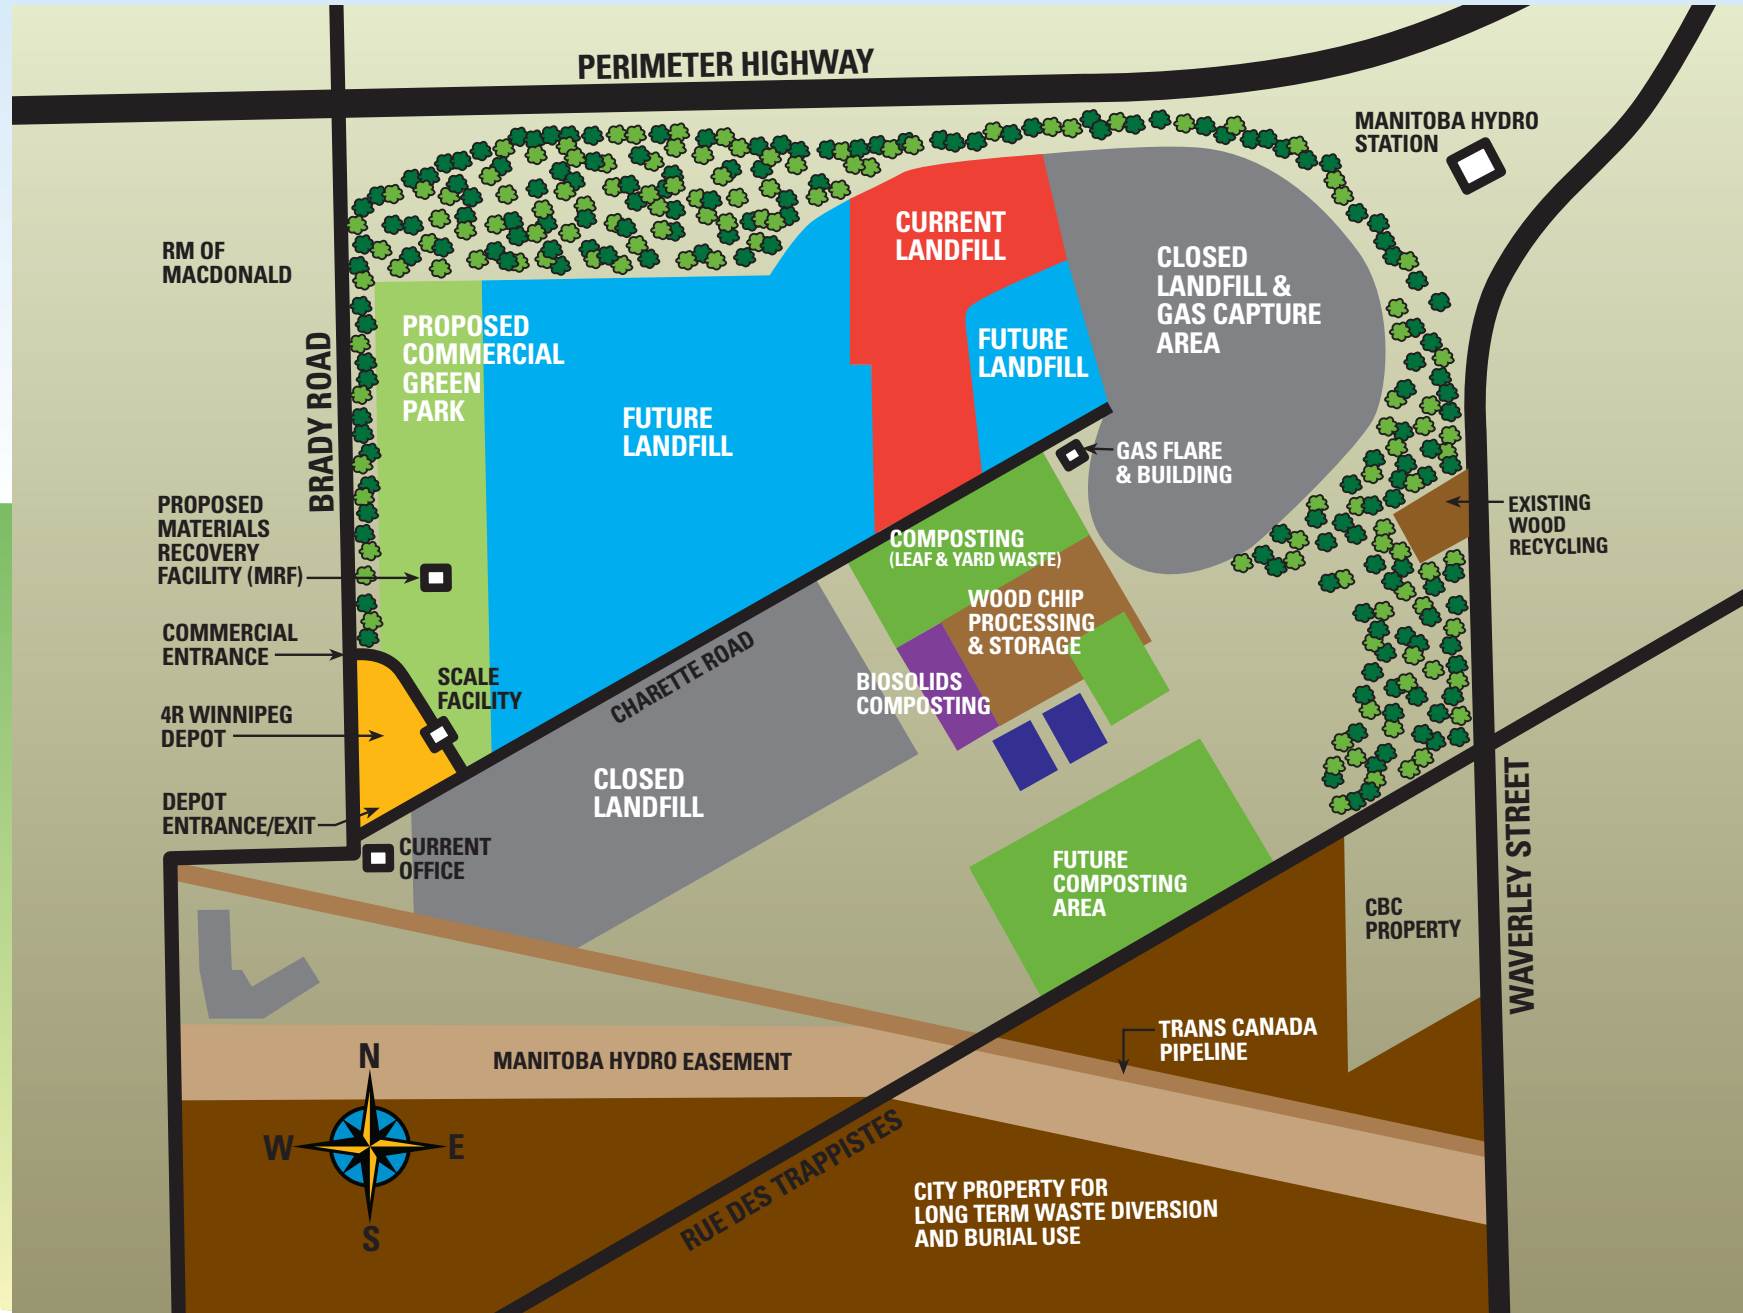 PERIMETER HIGHWAY
MANITOBA HYDRO
STATION
RM OF
MACDONALD
CURRENT
LANDFILL
CLOSED
LANDFILL &
GAS CAPTURE
AREA
PROPOSED
COMMERCIAL
GREEN
PARK
FUTURE
LANDFILL
FUTURE
LANDFILL
BRADY ROAD
GAS FLARE
& BUILDING
PROPOSED
MATERIALS
RECOVERY
FACILITY (MRF)
EXISTING
WOOD
RECYCLING
COMPOSTING
(LEAF & YARD WASTE)
WOOD CHIP
PROCESSING
& STORAGE
COMMERCIAL
ENTRANCE
SCALE
FACILITY
CHARETTE ROAD
BIOSOLIDS
COMPOSTING
4R WINNIPEG
DEPOT
CLOSED
LANDFILL
DEPOT
ENTRANCE/EXIT
CURRENT
OFFICE
FUTURE
COMPOSTING
AREA
CBC
PROPERTY
WAVERLEY STREET
TRANS CANADA
PIPELINE
MANITOBA HYDRO EASEMENT
N
W
E
S
RUE DES TRAPPISTES
CITY PROPERTY FOR
LONG TERM WASTE DIVERSION
AND BURIAL USE